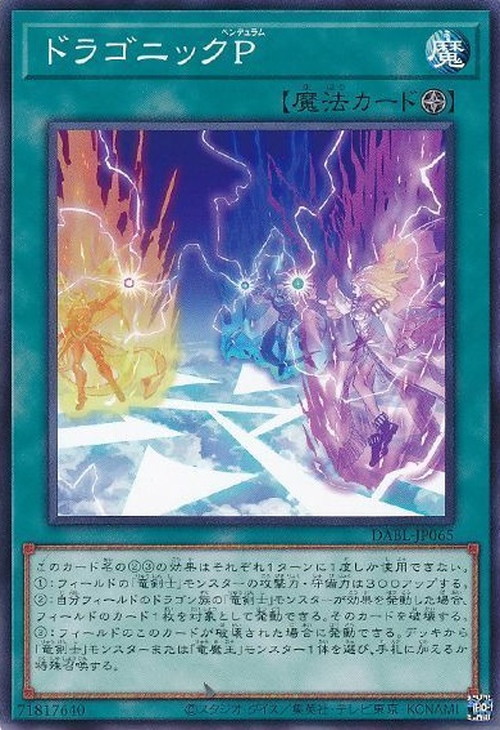 ペンデュラム
ドラゴニックP
魔
【魔法カード】
DABL-JP065
このカード名の②③の効果はそれぞれ1ターンに1度しか使用できない。
①:フィールドの「竜剣士」モンスターの攻撃力・守備力は300アップする。
②:自分フィールドのドラゴン族の「竜剣士」モンスターが効果を発動した場合、
フィールドのカード1枚を対象として発動できる。そのカードを破壊する。
③:フィールドのこのカードが破壊された場合に発動できる。デッキから
「竜剣士」モンスターまたは「竜魔王」モンスター1体を選び、手札に加えるか
特殊召喚する。
71817640
©スタジオ・ダイス/集英社・テレビ東京・KONAMI